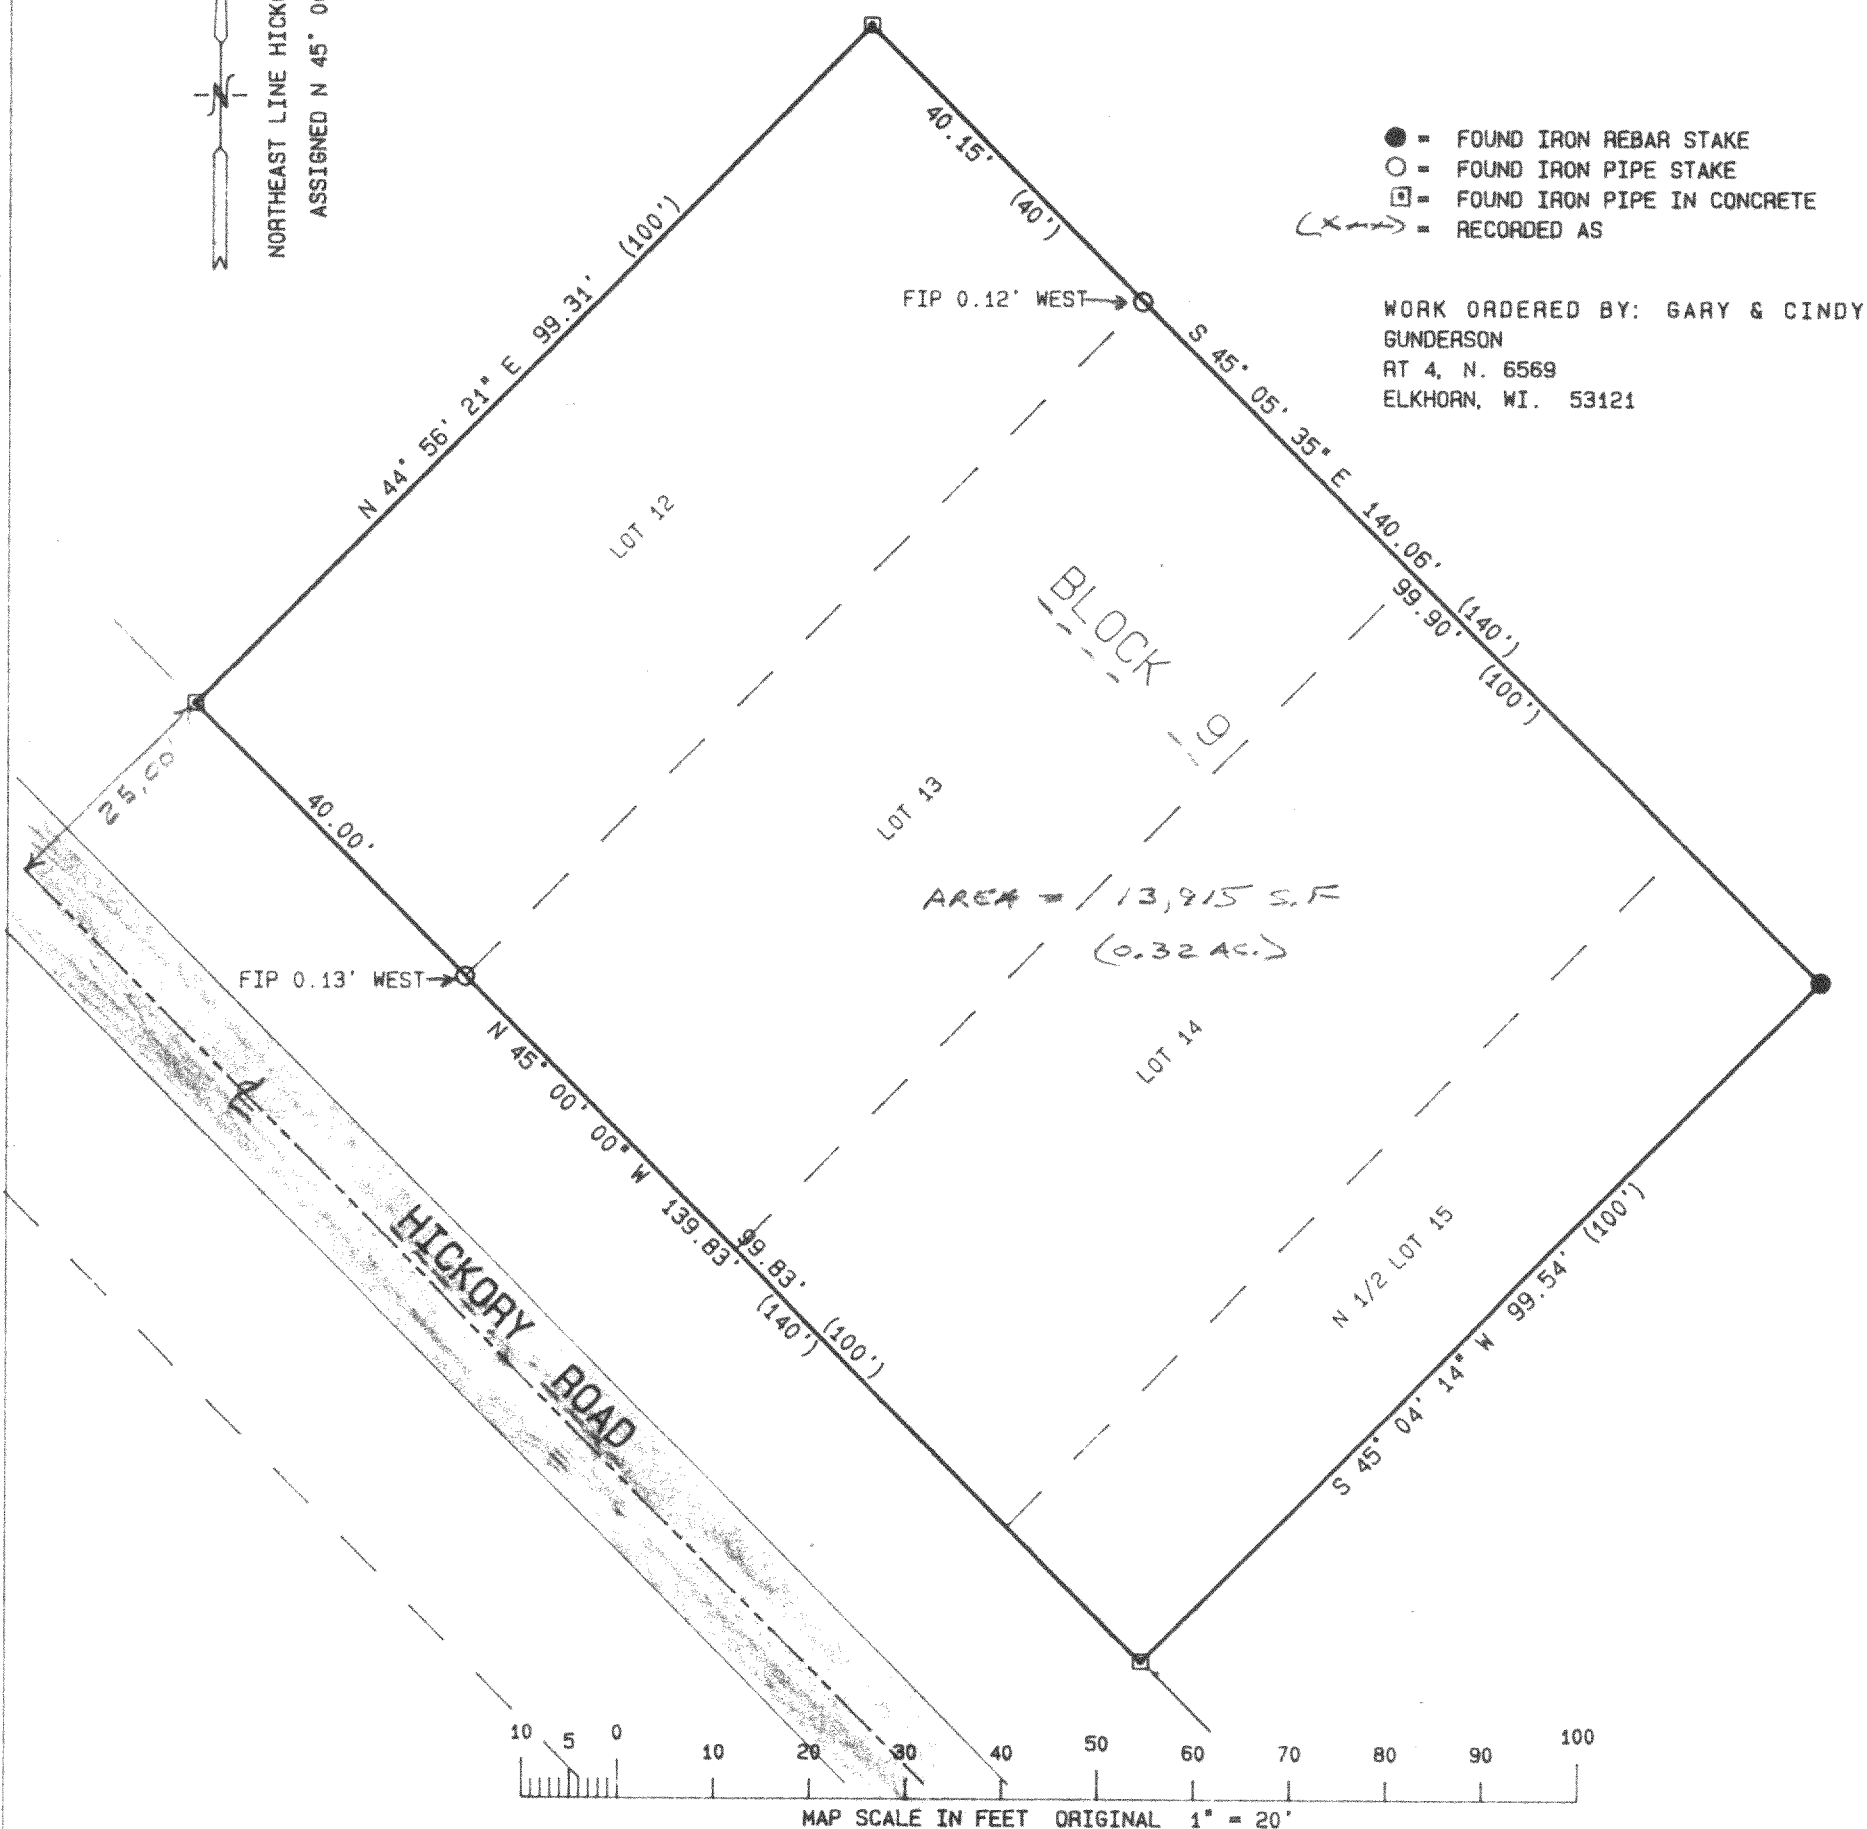 N
NORTHEAST LINE
ASSIGNED N 45°
● = FOUND IRON REBAR STAKE
○ = FOUND IRON PIPE STAKE
= FOUND IRON PIPE IN CONCRETE
= RECORDED AS
WORK ORDERED BY: GARY & CINDY
GUNDERSON
RT 4, N. 6569
ELKHORN, WI. 53121
40.15'
(40')
N 44° 56' 21" E 99.31' (100')
FIP 0.12' WEST
S 45° 05' 35" E 140.06' (140')
99.90' (100')
LOT 12
BLOCK 9
25,00'
40.00'
LOT 13
AREA = 13,915 S.F
(0.32 AC.)
FIP 0.13' WEST
LOT 14
N 45° 00' 00" W 139.83' (140')
99.83' (100')
N 1/2 LOT 15
S 45° 04' 14" W 99.54' (100')
HICKORY ROAD
10 5 0 10 20 30 40 50 60 70 80 90 100
MAP SCALE IN FEET ORIGINAL 1" = 20'